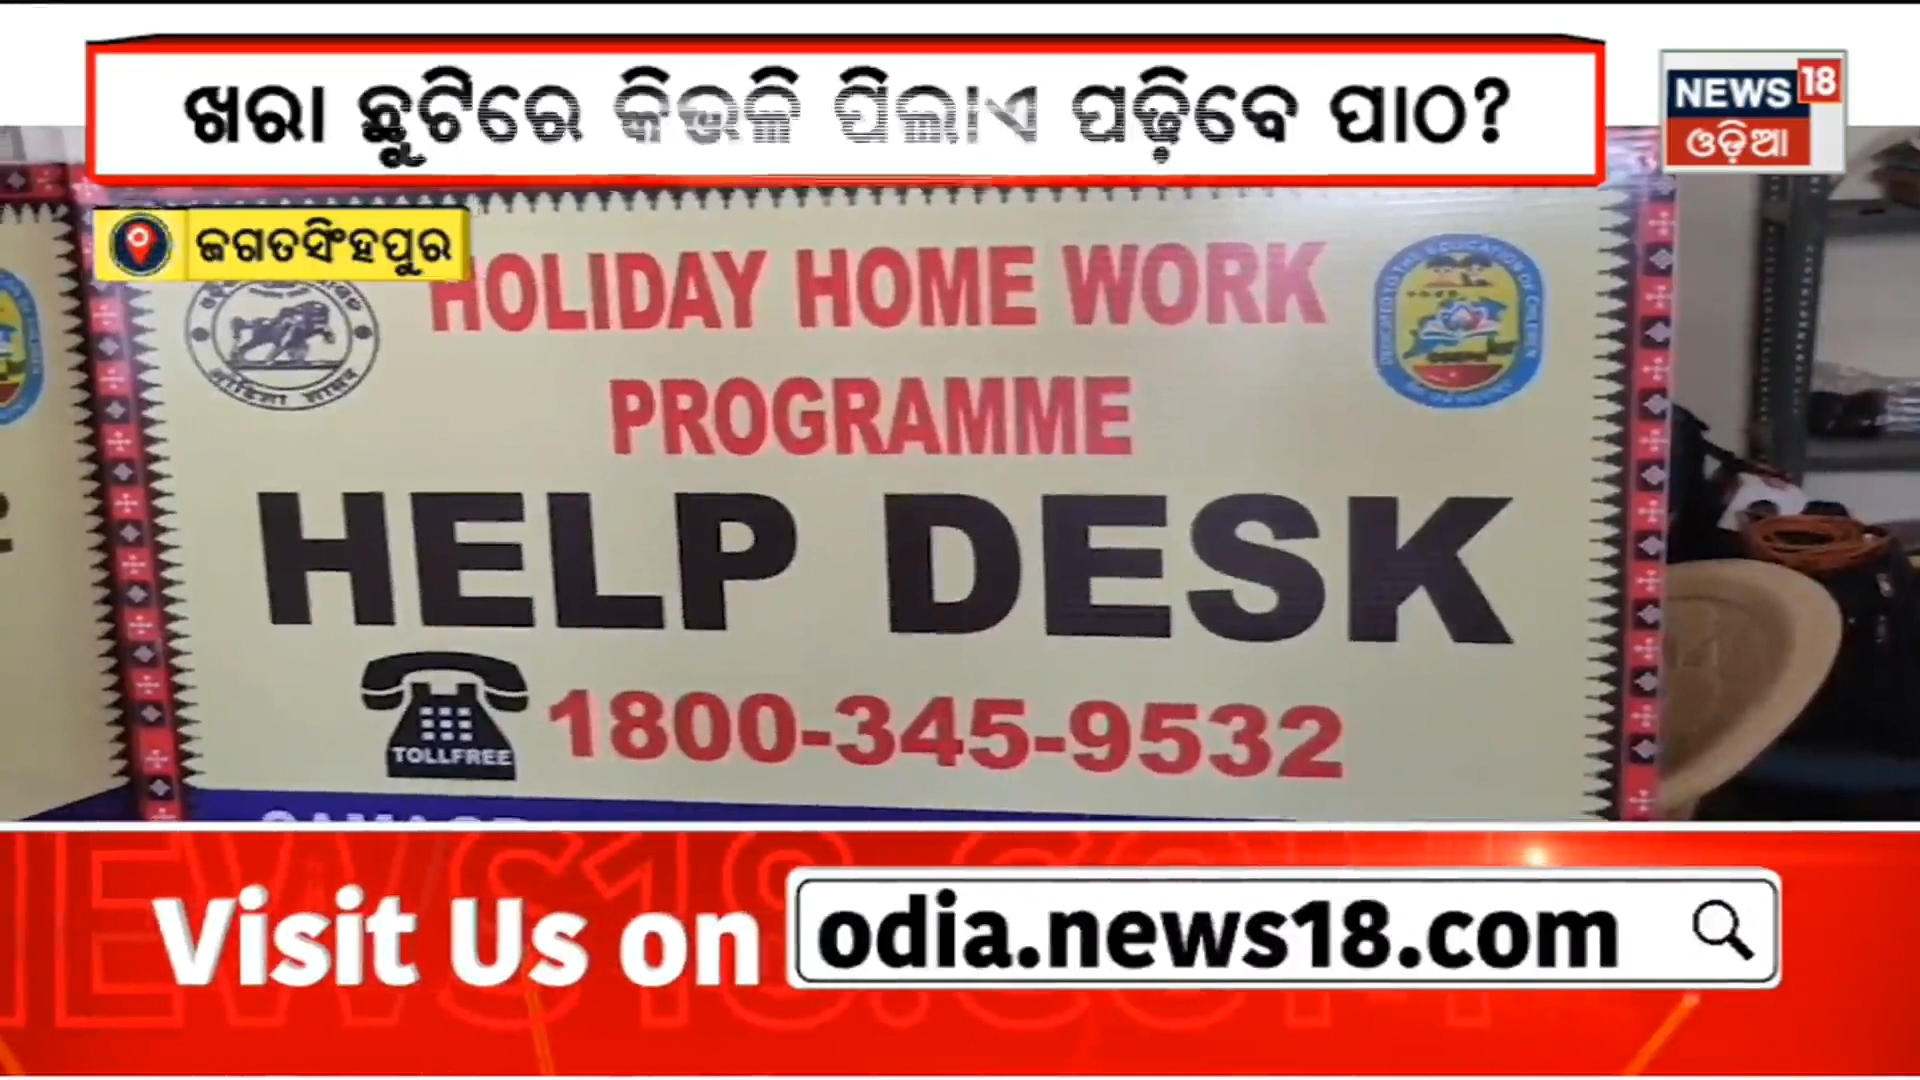 ଖରା ଛୁଟିରେ କିଭଳି ପିଲାଏ ପଢ଼ିବେ ପାଠ?
NEWS 18
ଓଡ଼ିଆ
ଜଗତସିଂହପୁର
HOLIDAY HOME WORK
PROGRAMME
HELP DESK
TOLLFREE
1800-345-9532
Visit Us on odia.news18.com